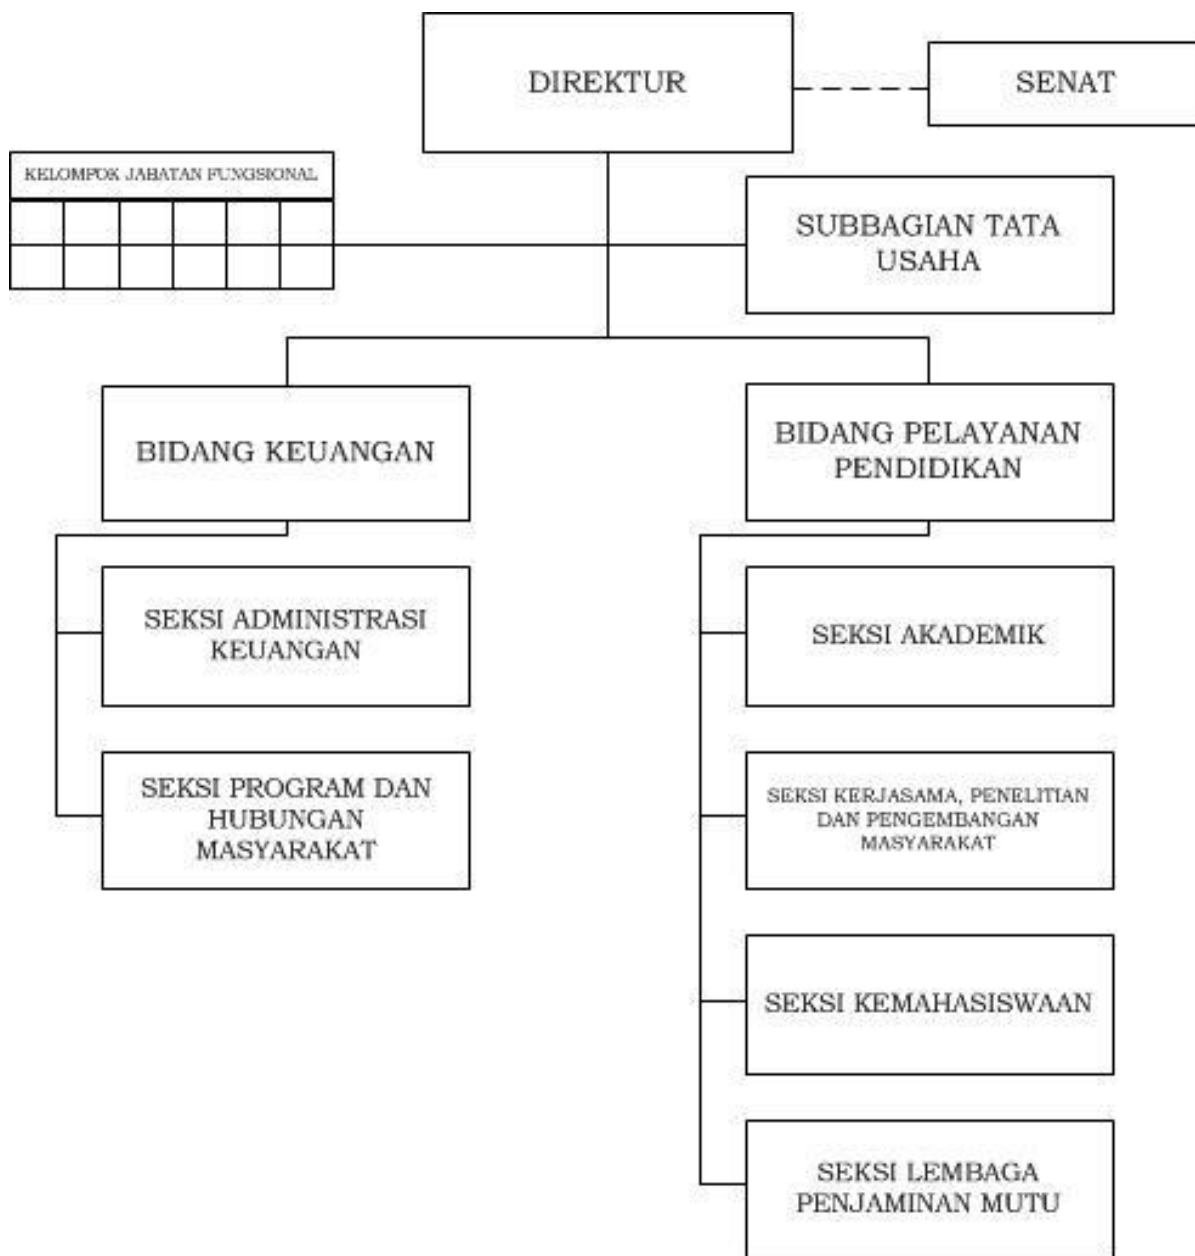 DIREKTUR
SENAT
KELOMPOK JABATAN FUNGSIONAL
SUBBAGIAN TATA
USAHA
BIDANG KEUANGAN
BIDANG PELAYANAN
PENDIDIKAN
SEKSI ADMINISTRASI
KEUANGAN
SEKSI AKADEMIK
SEKSI PROGRAM DAN
HUBUNGAN
MASYARAKAT
SEKSI KERJASAMA, PENELITIAN
DAN PENGEMBANGAN
MASYARAKAT
SEKSI KEMAHASISWAAN
SEKSI LEMBAGA
PENJAMINAN MUTU